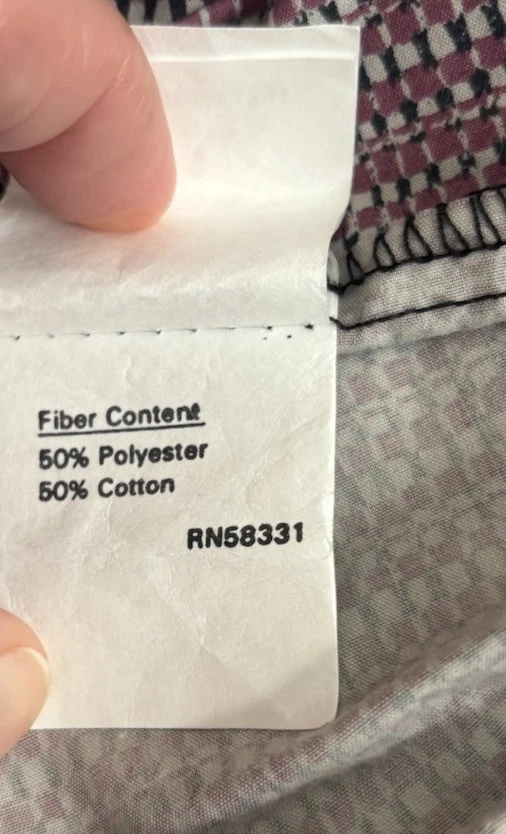 Fiber Content
50% Polyester
50% Cotton
RN58331